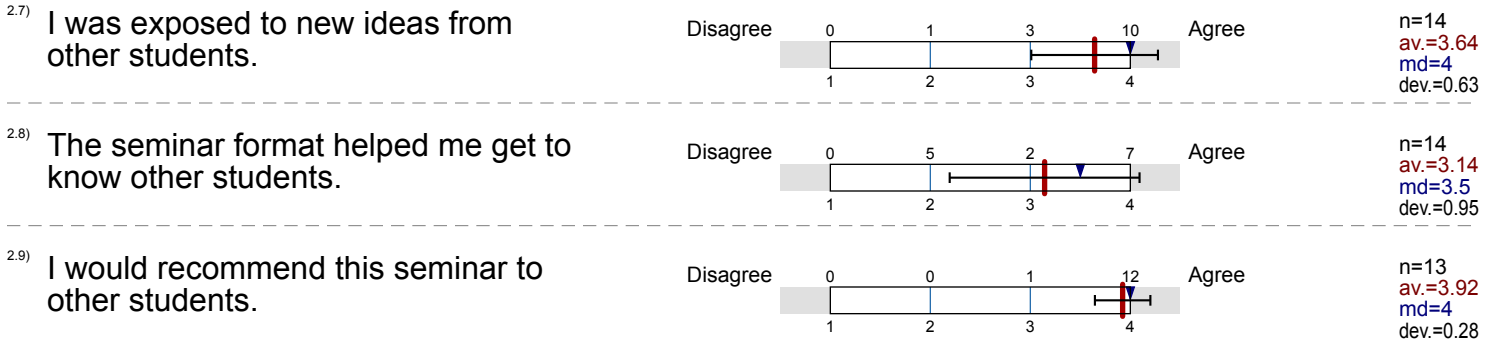 2.7) I was exposed to new ideas from
other students.
Disagree 0 1 3 10 Agree
1 2 3 4
n=14
av.=3.64
md=4
dev.=0.63
2.8) The seminar format helped me get to
know other students.
Disagree 0 5 2 7 Agree
1 2 3 4
n=14
av.=3.14
md=3.5
dev.=0.95
2.9) I would recommend this seminar to
other students.
Disagree 0 0 1 12 Agree
1 2 3 4
n=13
av.=3.92
md=4
dev.=0.28